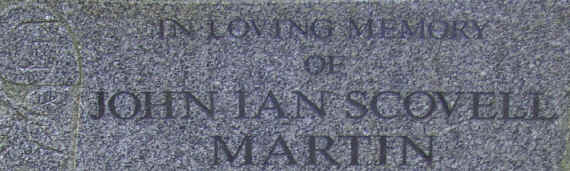 IN LOVING MEMORY
OF
JOHN IAN SCOVELL
MARTIN